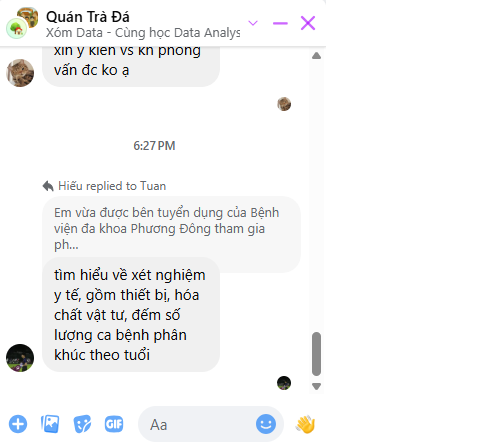 Quán Trà Đá
Xóm Data - Cùng học Data Analys
xin ý kiến vs kn phỏng
vấn đc ko ạ
6:27 PM
Hiếu replied to Tuan
Em vừa được bên tuyển dụng của Bệnh
viện đa khoa Phương Đông tham gia
ph...
tìm hiểu về xét nghiệm
y tế, gồm thiết bị, hóa
chất vật tư, đếm số
lượng ca bệnh phân
khúc theo tuổi
GIF
Aa